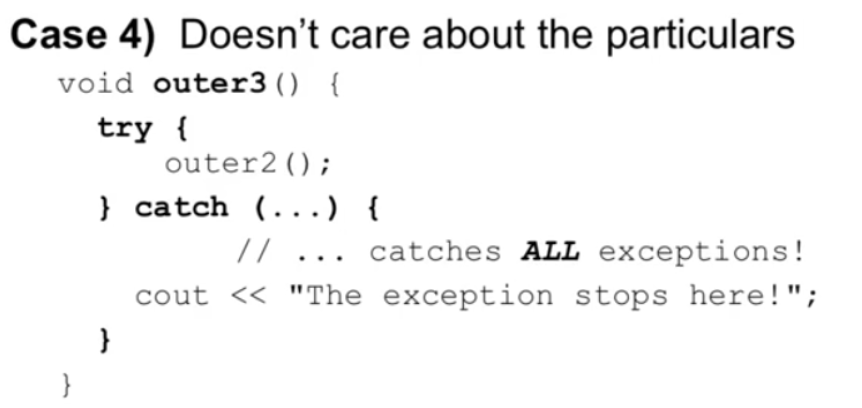 Case 4) Doesn't care about the particulars
void outer3() {
try {
outer2();
} catch (...) {
// ... catches ALL exceptions!
cout << "The exception stops here!";
}
}